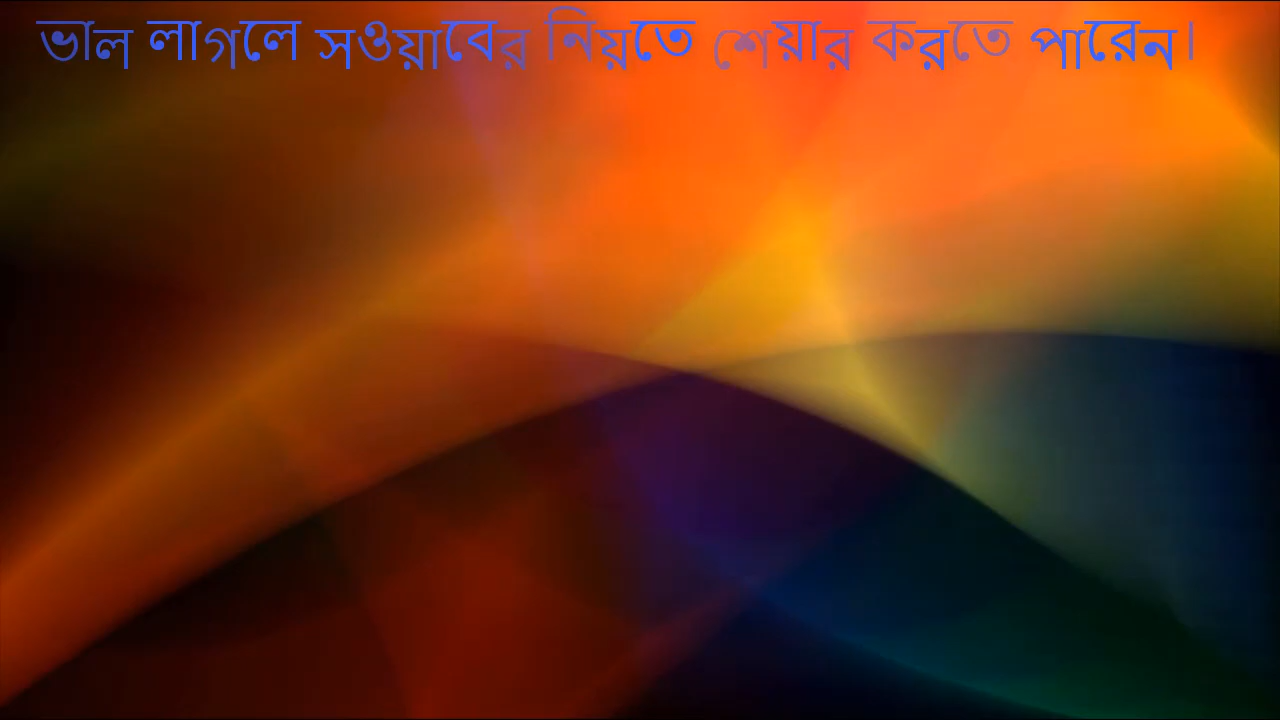 ভাল লাগলে সওয়াবের নিয়তে শেয়ার করতে পারেন।